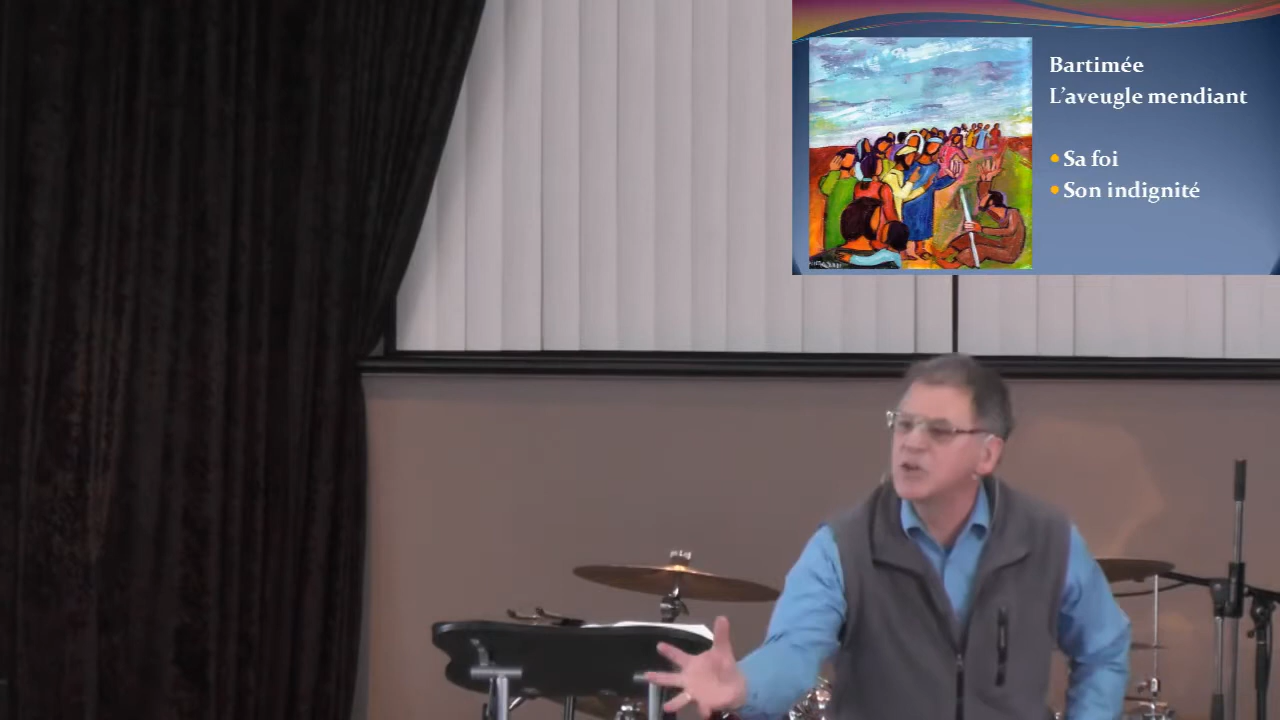 Bartimée
L’aveugle mendiant
• Sa foi
• Son indignité